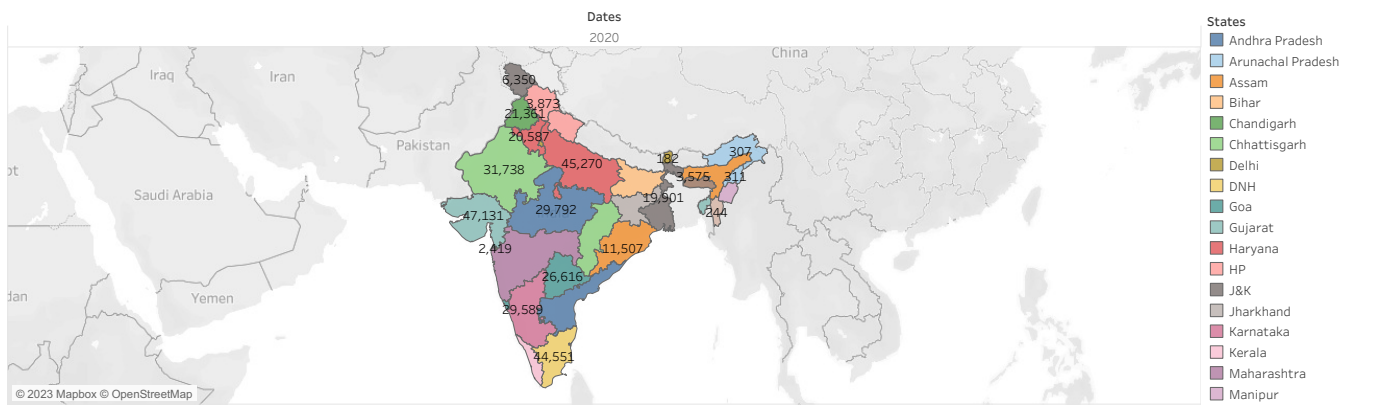 Dates
2020
States
Andhra Pradesh
Arunachal Pradesh
Assam
Bihar
Chandigarh
Chhattisgarh
Delhi
DNH
Goa
Gujarat
Haryana
HP
J&K
Jharkhand
Karnataka
Kerala
Maharashtra
Manipur
China
Iraq
Iran
6,350
3,873
21,361
20,587
Pakistan
182
307
45,270
31,738
3,575
311
ot
Saudi Arabia
19,901
29,792
47,131
244
2,419
11,507
26,616
dan
Yemen
29,589
44,551
© 2023 Mapbox © OpenStreetMap